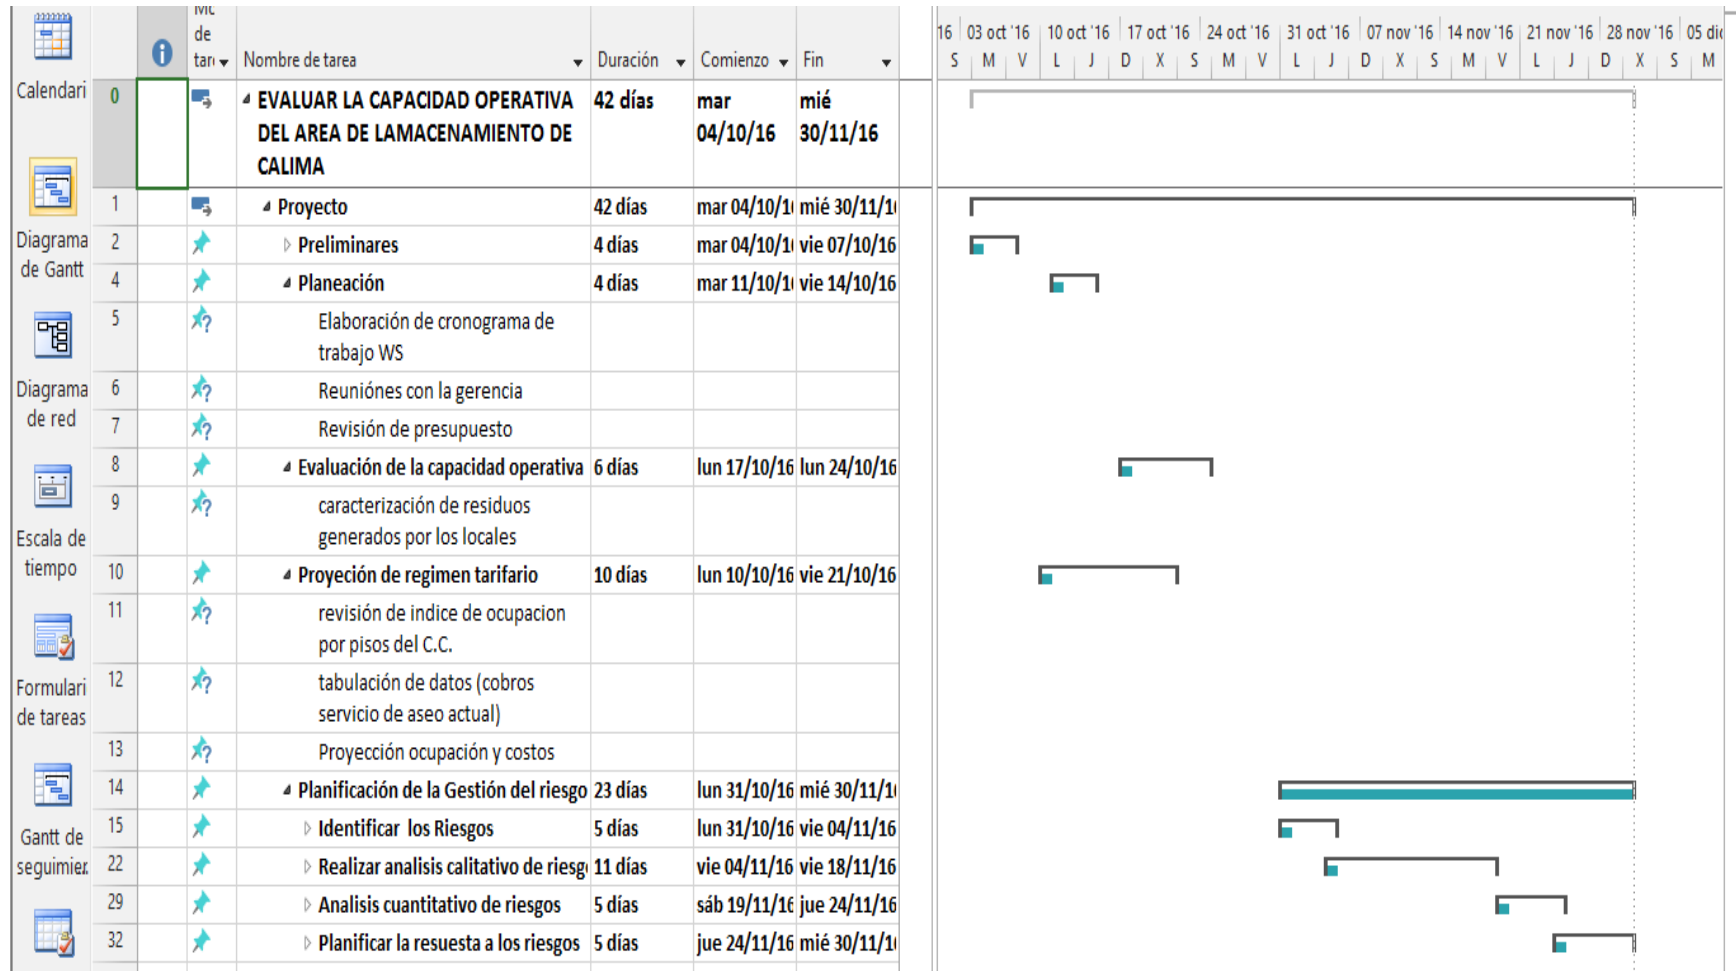 Mc
de
tare
Nombre de tarea
Duración
Comienzo
Fin
16
03 oct '16
10 oct '16
17 oct '16
24 oct '16
31 oct '16
07 nov '16
14 nov '16
21 nov '16
28 nov '16
05 dic
S M V L J D X S M V L J D X S M V L J D X S M
Calendari
Diagrama
de Gantt
Diagrama
de red
Escala de
tiempo
Formulari
de tareas
Gantt de
seguimier.
0
EVALUAR LA CAPACIDAD OPERATIVA
DEL AREA DE LAMACENAMIENTO DE
CALIMA
42 días
mar
04/10/16
mié
30/11/16
1 Proyecto 42 días mar 04/10/1 mié 30/11/1
2 Preliminares 4 días mar 04/10/1 vie 07/10/16
4 Planeación 4 días mar 11/10/1 vie 14/10/16
5 Elaboración de cronograma de
trabajo WS
6 Reuniónes con la gerencia
7 Revisión de presupuesto
8 Evaluación de la capacidad operativa 6 días lun 17/10/16 lun 24/10/16
9 caracterización de residuos
generados por los locales
10 Proyeción de regimen tarifario 10 días lun 10/10/16 vie 21/10/16
11 revisión de indice de ocupacion
por pisos del C.C.
12 tabulación de datos (cobros
servicio de aseo actual)
13 Proyección ocupación y costos
14 Planificación de la Gestión del riesgo 23 días lun 31/10/16 mié 30/11/1
15 Identificar los Riesgos 5 días lun 31/10/16 vie 04/11/16
22 Realizar analisis calitativo de riesg 11 días vie 04/11/16 vie 18/11/16
29 Analisis cuantitativo de riesgos 5 días sáb 19/11/16 jue 24/11/16
32 Planificar la resuesta a los riesgos 5 días jue 24/11/16 mié 30/11/1